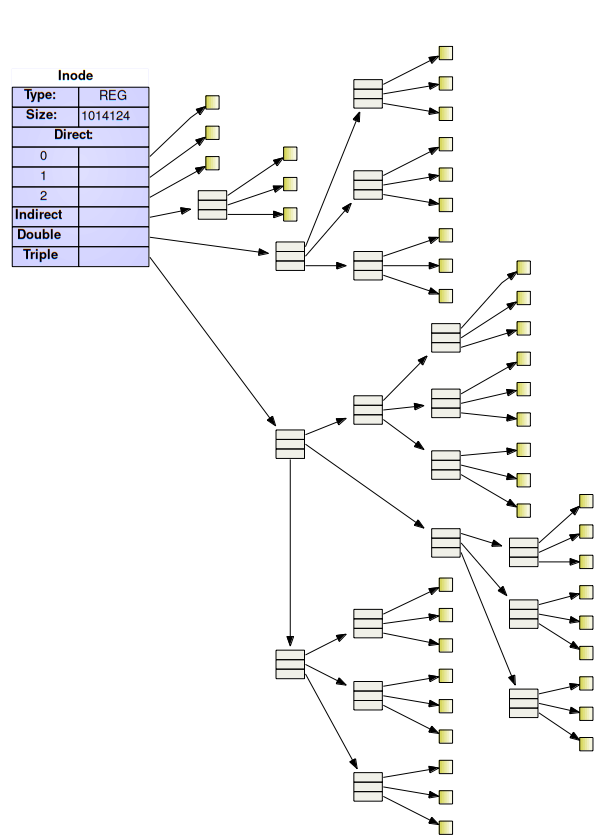 Inode
Type: REG
Size: 1014124
Direct:
0
1
2
Indirect
Double
Triple